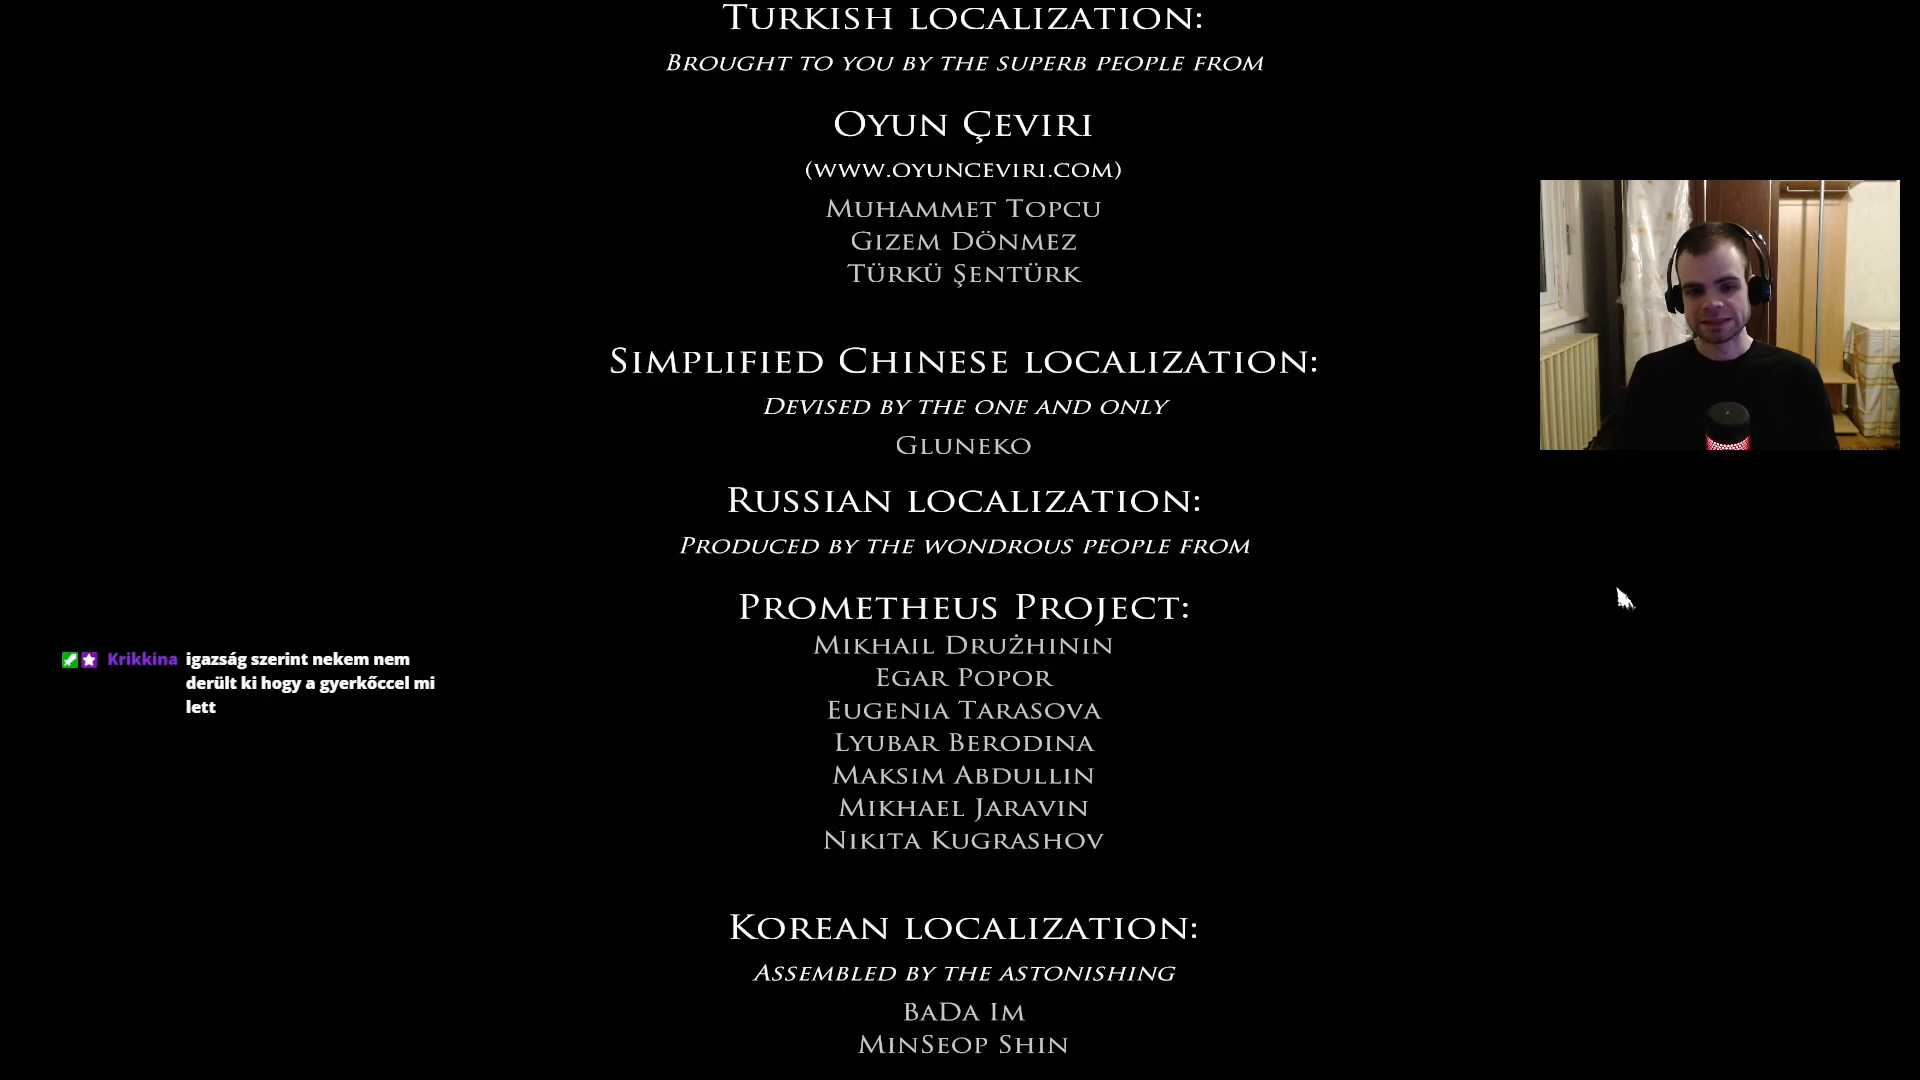 Turkish localization:
Brought to you by the superb people from
Oyun Çeviri
(www.oyunceviri.com)
Muhammet Topcu
Gizem Dönmez
Türkü Şentürk
Simplified Chinese localization:
Devised by the one and only
Gluneko
Russian localization:
Produced by the wondrous people from
Prometheus Project:
Mikhail Drużhinin
Egar Popor
Eugenia Tarasova
Lyubar Berodina
Maksim Abdullin
Mikhael Jaravin
Nikita Kugrashov
Krikkina igazság szerint nekem nem
derült ki hogy a gyerkőccel mi
lett
Korean localization:
Assembled by the astonishing
BaDa Im
MinSeop Shin